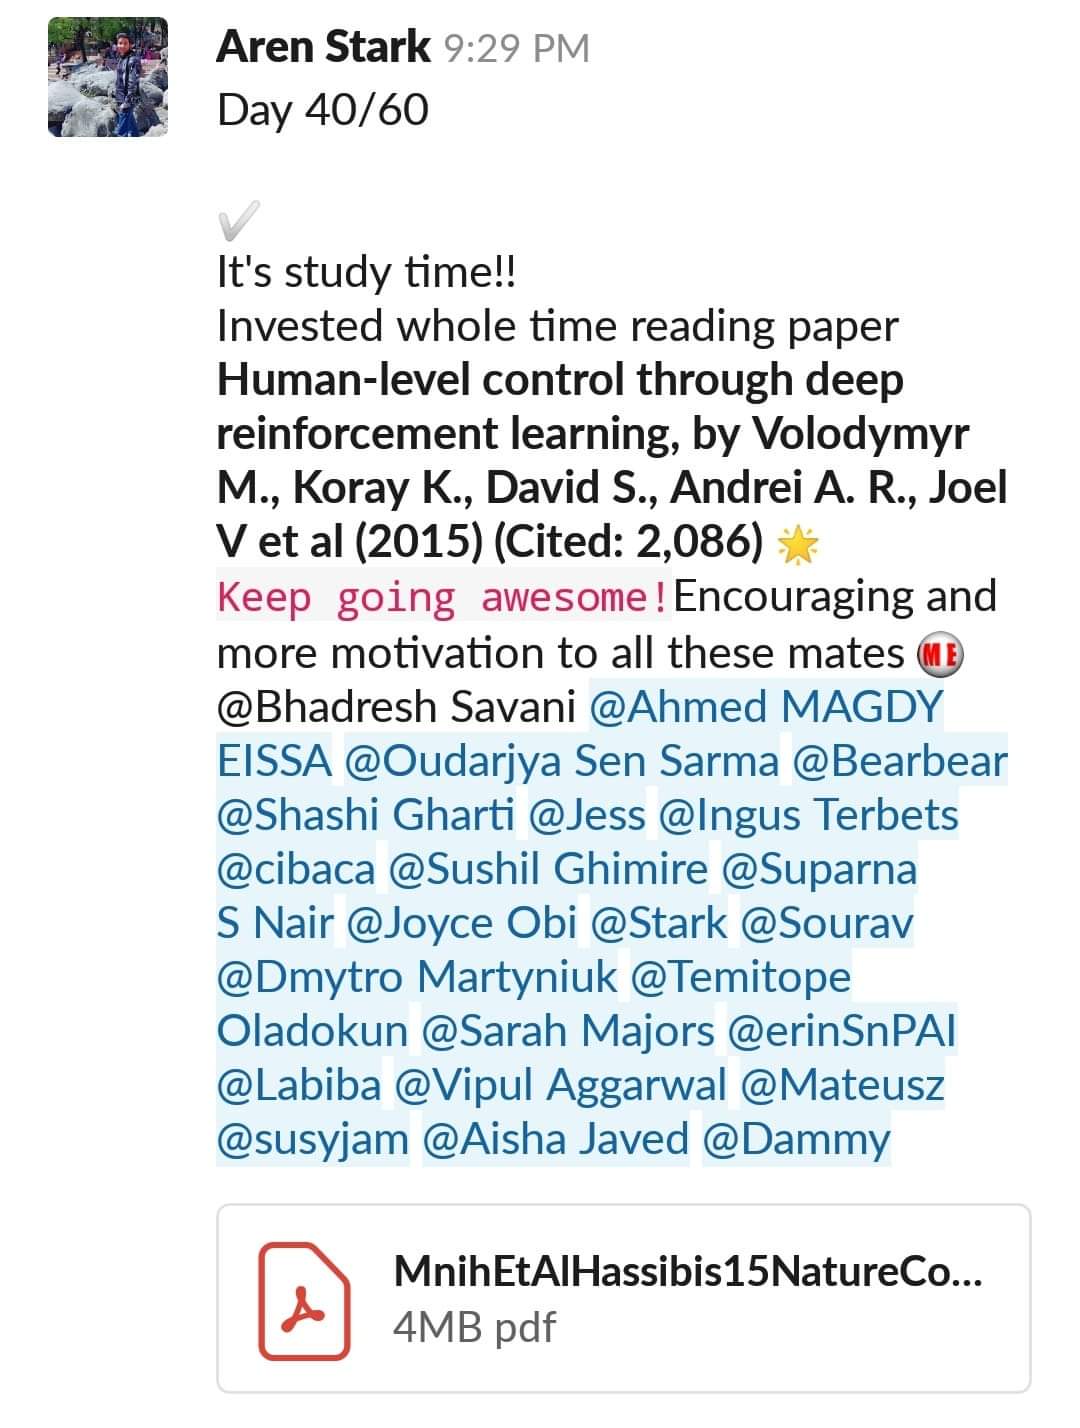 Aren Stark 9:29 PM
Day 40/60
It's study time!!
Invested whole time reading paper
Human-level control through deep
reinforcement learning, by Volodymyr
M., Koray K., David S., Andrei A. R., Joel
V et al (2015) (Cited: 2,086) 🌟
Keep going awesome!Encouraging and
more motivation to all these mates ME
@Bhadresh Savani @Ahmed MAGDY
EISSA @Oudarjya Sen Sarma @Bearbear
@Shashi Gharti @Jess @Ingus Terbets
@cibaca @Sushil Ghimire @Suparna
S Nair @Joyce Obi @Stark @Sourav
@Dmytro Martyniuk @Temitope
Oladokun @Sarah Majors @erinSnPAI
@Labiba @Vipul Aggarwal @Mateusz
@susyjam @Aisha Javed @Dammy
MnihEtAlHassibis15NatureCo...
4MB pdf